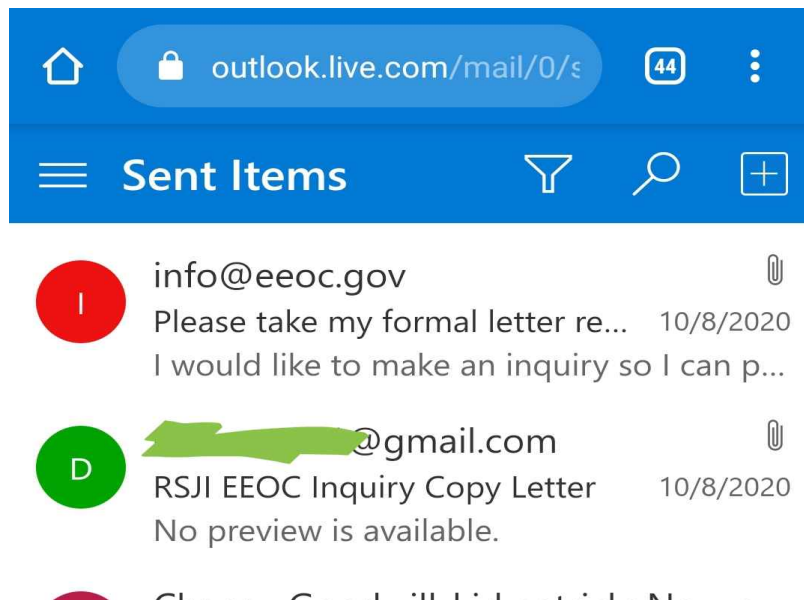 outlook.live.com/mail/0/s
44
Sent Items
I
info@eeoc.gov
Please take my formal letter re... 10/8/2020
I would like to make an inquiry so I can p...
D
@gmail.com
RSJI EEOC Inquiry Copy Letter 10/8/2020
No preview is available.